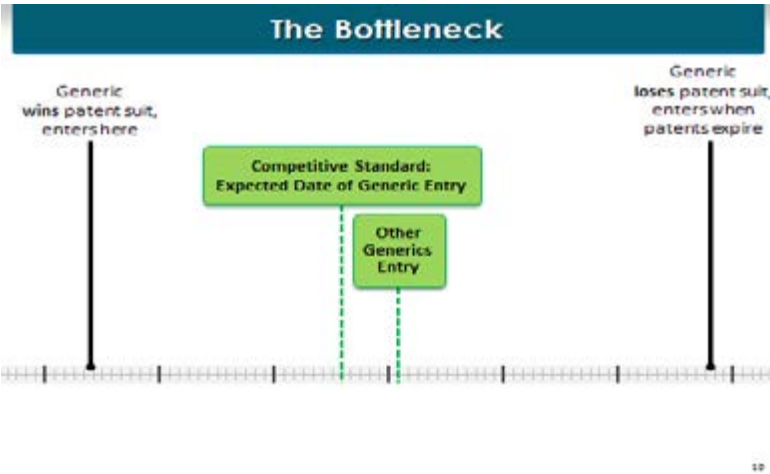 The Bottleneck
Generic
wins patent suit,
enters here
Generic
loses patent suit,
enters when
patents expire
Competitive Standard:
Expected Date of Generic Entry
Other
Generics
Entry